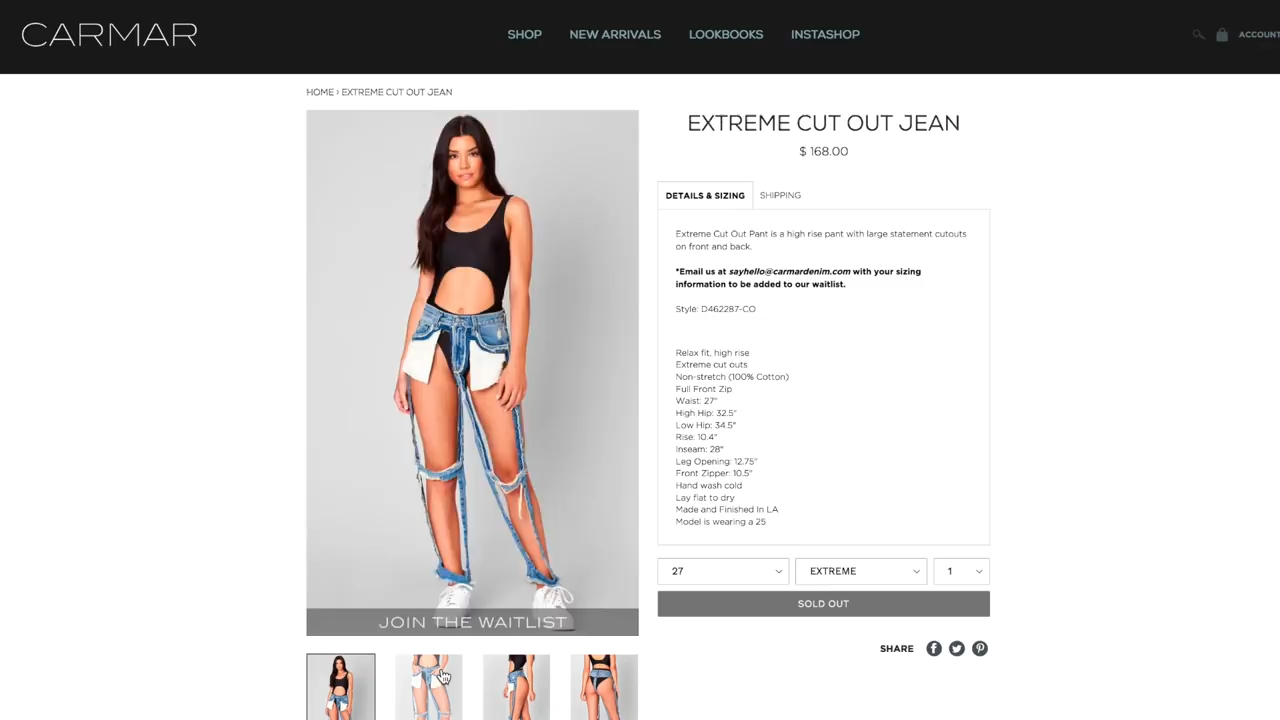 CARMAR
SHOP
NEW ARRIVALS
LOOKBOOKS
INSTASHOP
ACCOUNT
HOME › EXTREME CUT OUT JEAN
EXTREME CUT OUT JEAN
$ 168.00
DETAILS & SIZING
SHIPPING
Extreme Cut Out Pant is a high rise pant with large statement cutouts
on front and back.
*Email us at sayhello@carmardenim.com with your sizing
information to be added to our waitlist.
Style: D462287-CO
Relax fit, high rise
Extreme cut outs
Non-stretch (100% Cotton)
Full Front Zip
Waist: 27"
High Hip: 32.5"
Low Hip: 34.5"
Rise: 10.4"
Inseam: 28"
Leg Opening: 12.75"
Front Zipper: 10.5"
Hand wash cold
Lay flat to dry
Made and Finished In LA
Model is wearing a 25
27
EXTREME
1
SOLD OUT
JOIN THE WAITLIST
SHARE